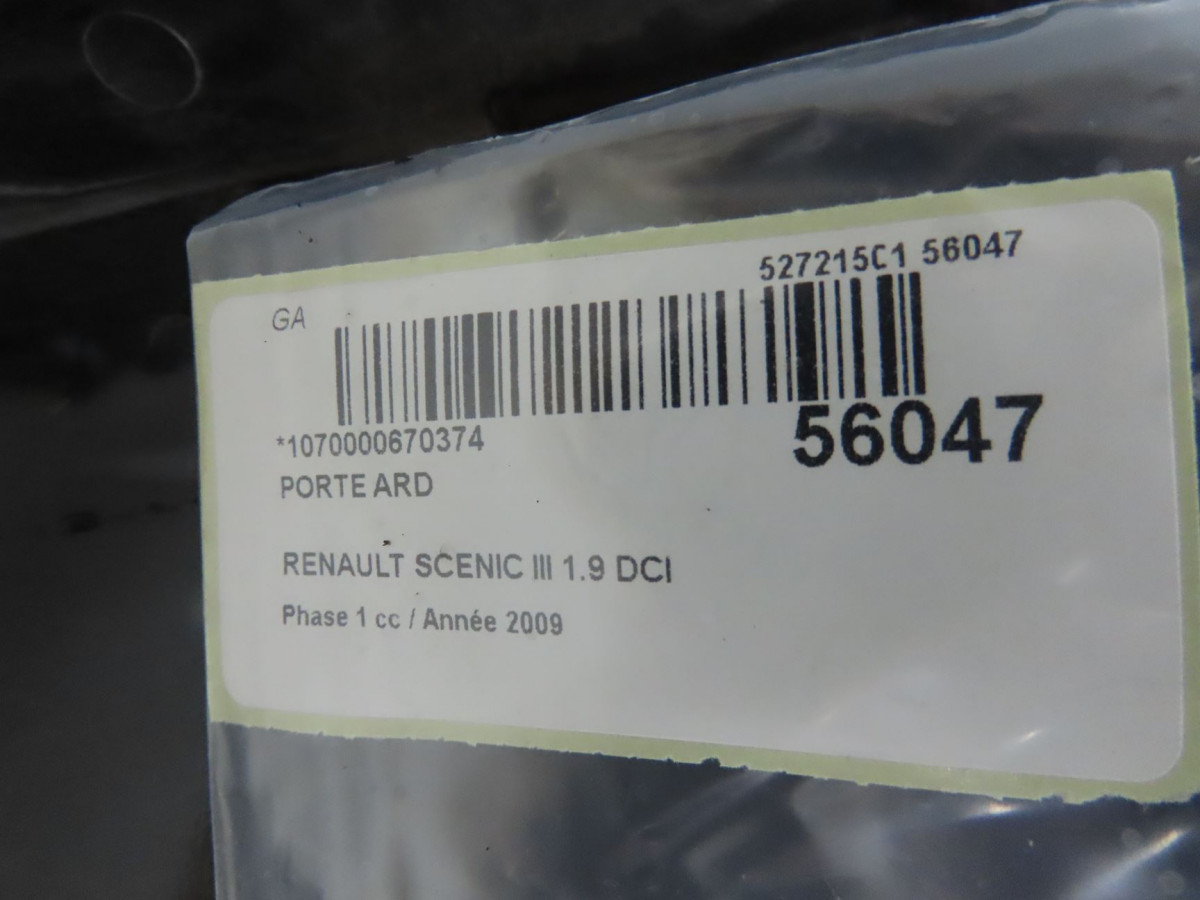 527215C1 56047
GA
*1070000670374
56047
PORTE ARD
RENAULT SCENIC III 1.9 DCI
Phase 1 cc / Année 2009